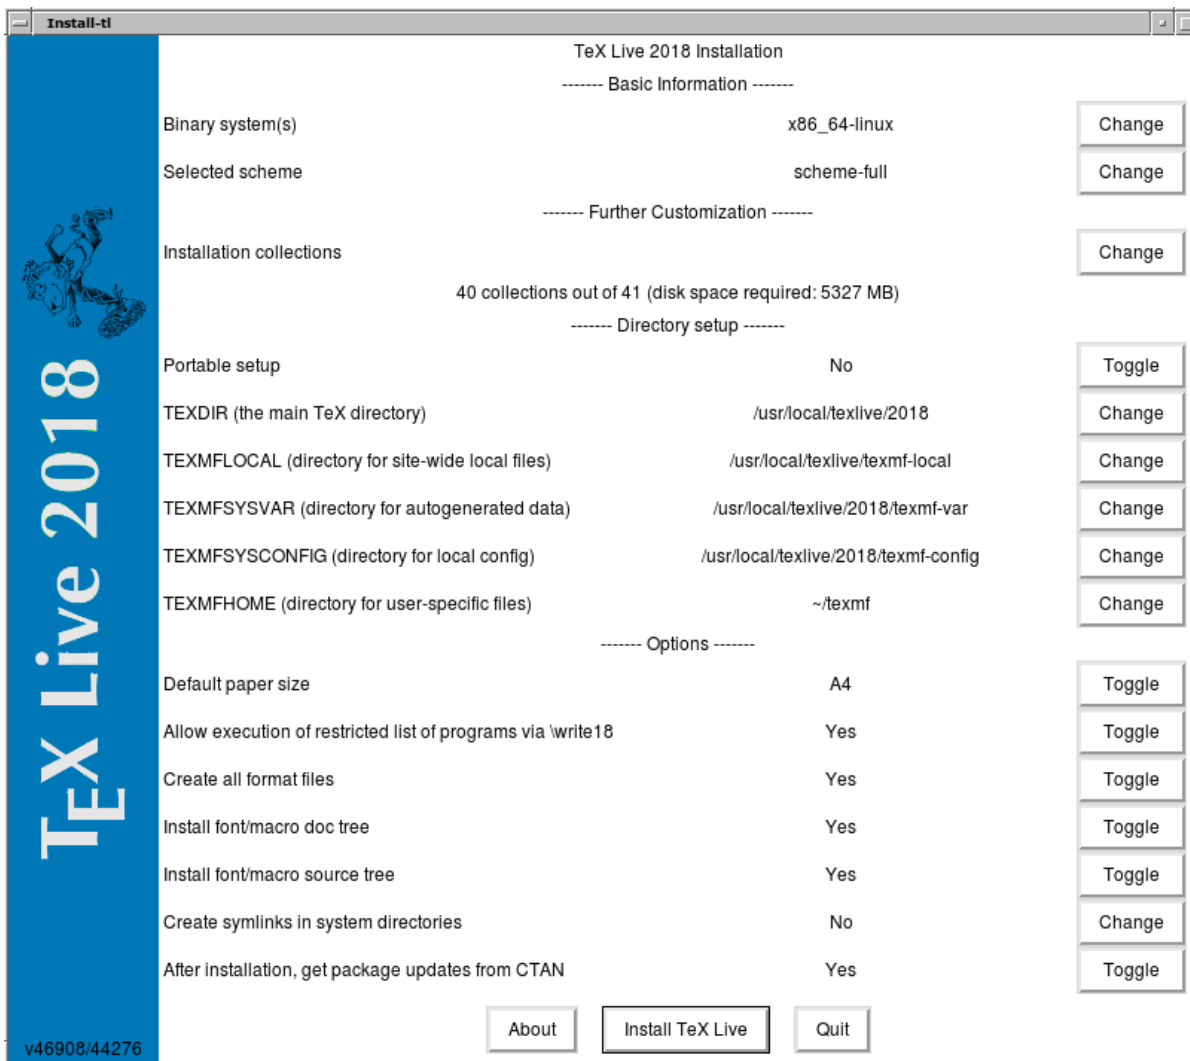 Install-tl
TeX Live 2018 Installation
------- Basic Information -------
Binary system(s) x86_64-linux Change
Selected scheme scheme-full Change
------- Further Customization -------
Installation collections Change
40 collections out of 41 (disk space required: 5327 MB)
------- Directory setup -------
Portable setup No Toggle
TEXDIR (the main TeX directory) /usr/local/texlive/2018 Change
TEXMFLOCAL (directory for site-wide local files) /usr/local/texlive/texmf-local Change
TEXMFSYSVAR (directory for autogenerated data) /usr/local/texlive/2018/texmf-var Change
TEXMFSYSCONFIG (directory for local config) /usr/local/texlive/2018/texmf-config Change
TEXMFHOME (directory for user-specific files) ~/texmf Change
------- Options -------
Default paper size A4 Toggle
Allow execution of restricted list of programs via \write18 Yes Toggle
Create all format files Yes Toggle
Install font/macro doc tree Yes Toggle
Install font/macro source tree Yes Toggle
Create symlinks in system directories No Change
After installation, get package updates from CTAN Yes Toggle
About Install TeX Live Quit
TEX Live 2018
v46908/44276